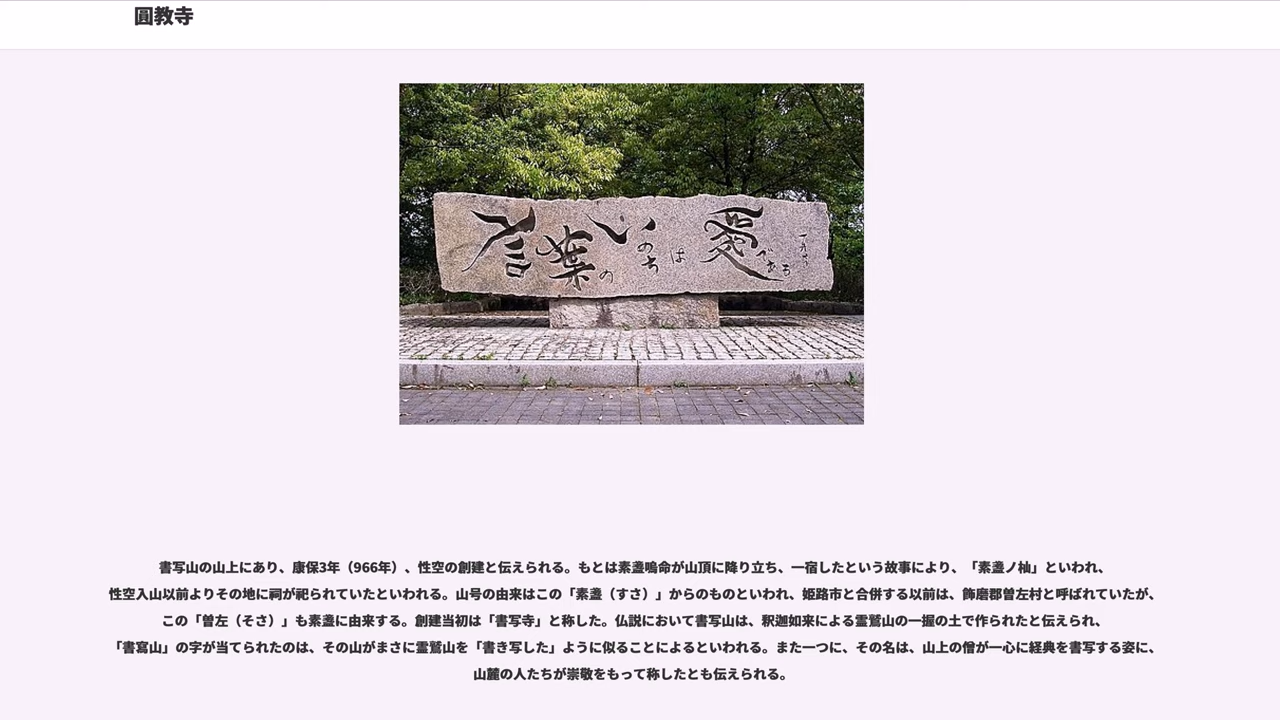 圓教寺
言葉のいのちは愛である
書写山の山上にあり、康保3年（966年）、性空の創建と伝えられる。もとは素盞嗚命が山頂に降り立ち、一宿したという故事により、「素盞ノ杣」といわれ、
性空入山以前よりその地に祠が祀られていたといわれる。山号の由来はこの「素盞（すさ）」からのものといわれ、姫路市と合併する以前は、飾磨郡曽左村と呼ばれていたが、
この「曽左（そさ）」も素盞に由来する。創建当初は「書写寺」と称した。仏説において書写山は、釈迦如来による霊鷲山の一握の土で作られたと伝えられ、
「書寫山」の字が当てられたのは、その山がまさに霊鷲山を「書き写した」ように似ることによるといわれる。また一つに、その名は、山上の僧が一心に経典を書写する姿に、
山麓の人たちが崇敬をもって称したとも伝えられる。